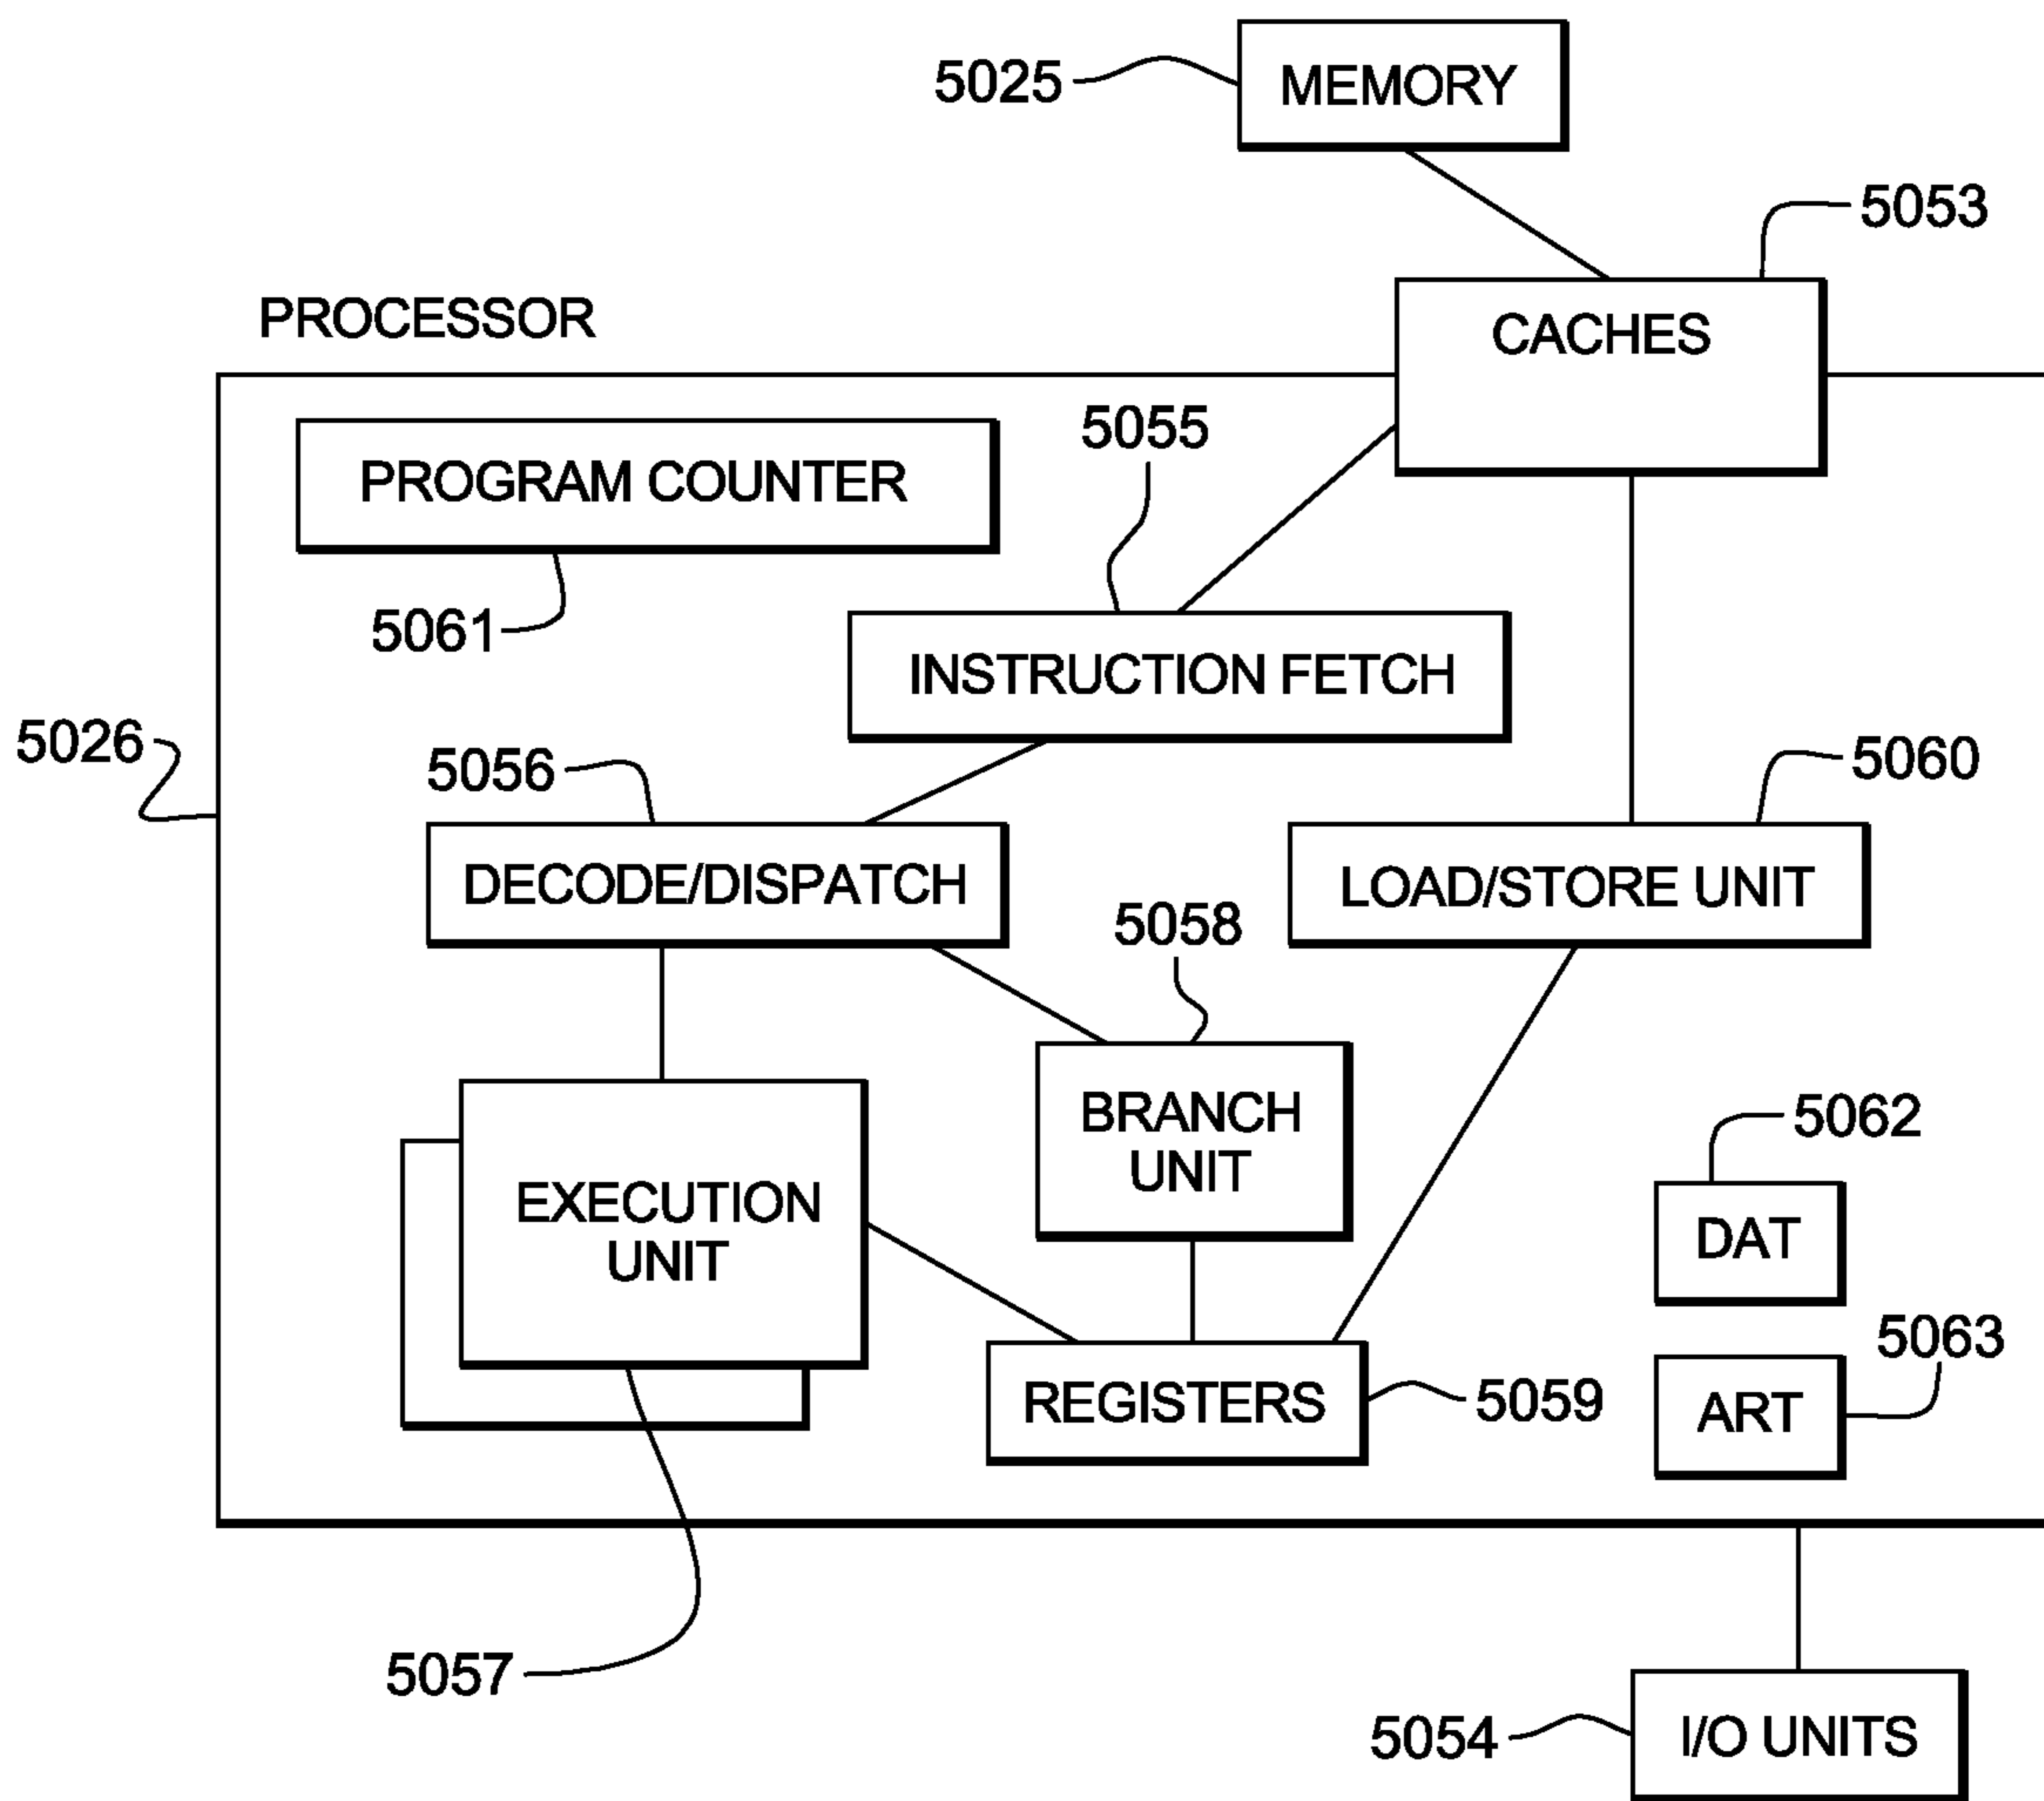 MEMORY
5025
5053
CACHES
PROCESSOR
5055
PROGRAM COUNTER
5061
INSTRUCTION FETCH
5026
5056
5060
DECODE/DISPATCH
LOAD/STORE UNIT
5058
BRANCH
UNIT
5062
EXECUTION
UNIT
DAT
5063
REGISTERS
5059
ART
5057
5054
I/O UNITS